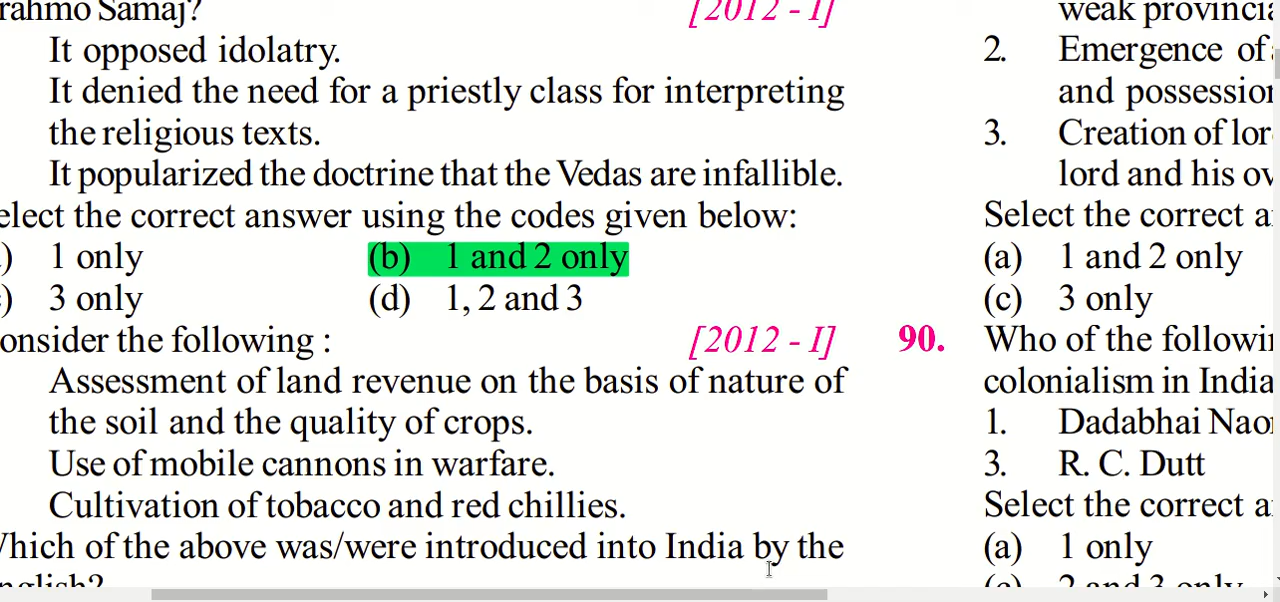 rahmo Samaj? [2012 - I]
It opposed idolatry.
It denied the need for a priestly class for interpreting
the religious texts.
It popularized the doctrine that the Vedas are infallible.
elect the correct answer using the codes given below:
) 1 only (b) 1 and 2 only
) 3 only (d) 1, 2 and 3
onsider the following : [2012 - I]
Assessment of land revenue on the basis of nature of
the soil and the quality of crops.
Use of mobile cannons in warfare.
Cultivation of tobacco and red chillies.
Which of the above was/were introduced into India by the
weak provincia
2. Emergence of
and possession
3. Creation of lor
lord and his ov
Select the correct a
(a) 1 and 2 only
(c) 3 only
90. Who of the followi
colonialism in India
1. Dadabhai Nao
3. R. C. Dutt
Select the correct a
(a) 1 only
2 and 3 only